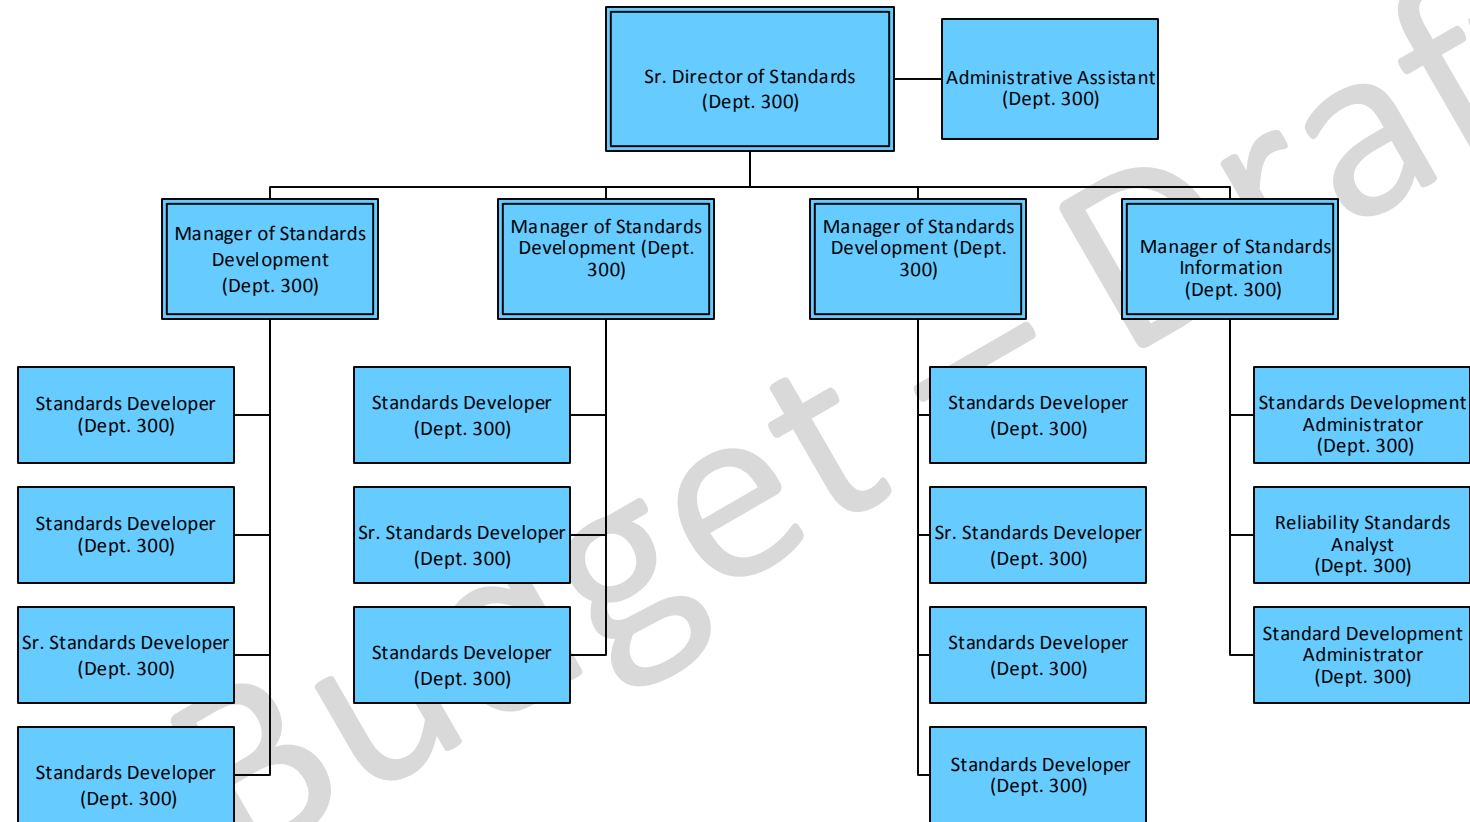 Sr. Director of Standards
(Dept. 300)
Administrative Assistant
(Dept. 300)
Manager of Standards
Development
(Dept. 300)
Manager of Standards
Development (Dept.
300)
Manager of Standards
Development (Dept.
300)
Manager of Standards
Information
(Dept. 300)
Standards Developer
(Dept. 300)
Standards Developer
(Dept. 300)
Standards Developer
(Dept. 300)
Standards Development
Administrator
(Dept. 300)
Standards Developer
(Dept. 300)
Sr. Standards Developer
(Dept. 300)
Sr. Standards Developer
(Dept. 300)
Reliability Standards
Analyst
(Dept. 300)
Sr. Standards Developer
(Dept. 300)
Standards Developer
(Dept. 300)
Standards Developer
(Dept. 300)
Standard Development
Administrator
(Dept. 300)
Standards Developer
(Dept. 300)
Standards Developer
(Dept. 300)
Budget – Draft